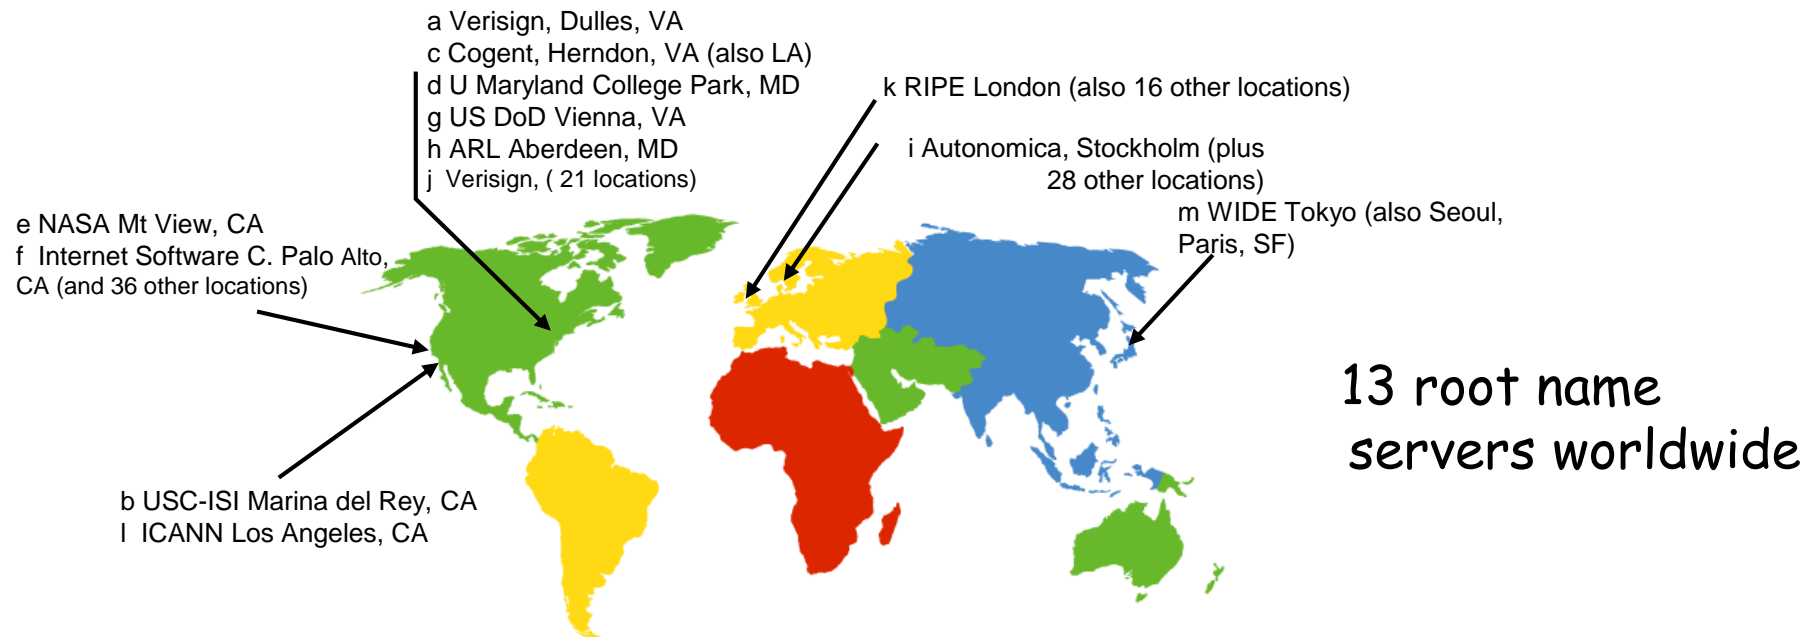 a Verisign, Dulles, VA
c Cogent, Herndon, VA (also LA)
d U Maryland College Park, MD
g US DoD Vienna, VA
h ARL Aberdeen, MD
j Verisign, ( 21 locations)
k RIPE London (also 16 other locations)
i Autonomica, Stockholm (plus
28 other locations)
m WIDE Tokyo (also Seoul,
Paris, SF)
e NASA Mt View, CA
f Internet Software C. Palo Alto,
CA (and 36 other locations)
13 root name
servers worldwide
b USC-ISI Marina del Rey, CA
l ICANN Los Angeles, CA